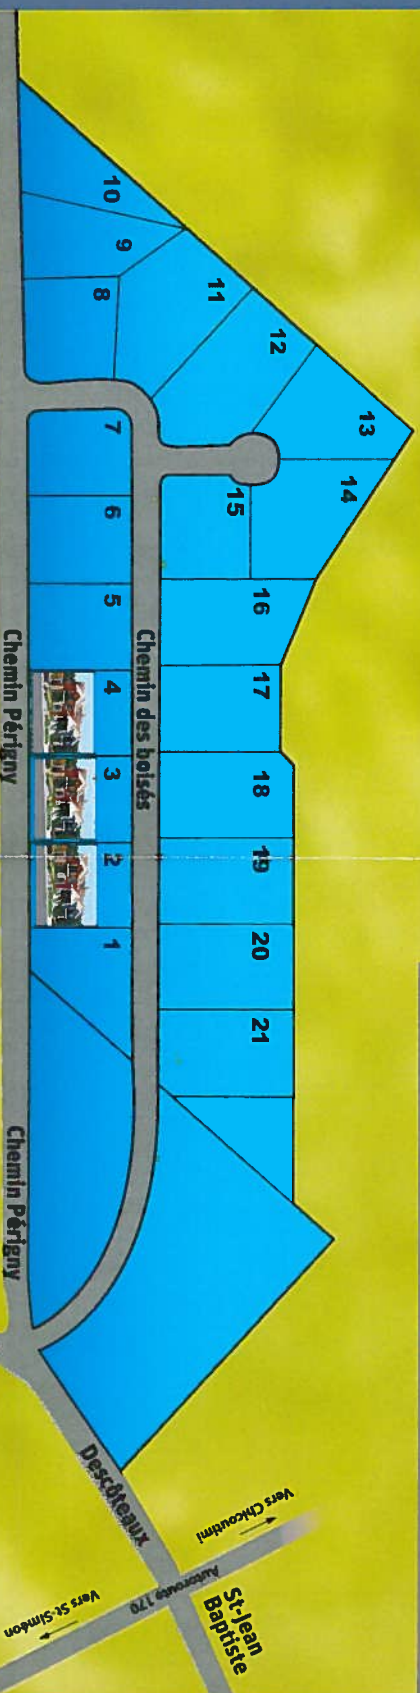 10
9
8
11
12
13
14
15
7
6
5
4
3
2
1
16
17
18
19
20
21
Chemin des boisés
Chemin Périgny
Chemin Périgny
Descôteaux
Vers Chicoutimi
Autoroute 170
Vers St-Siméon
St-Jean
Baptiste